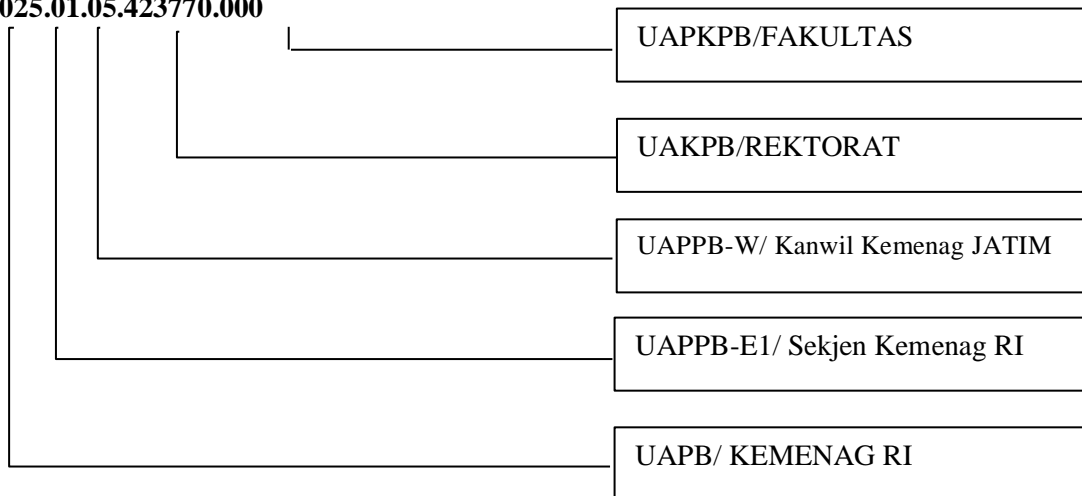 025.01.05.423770.000
UAPKPB/FAKULTAS
UAKPB/REKTORAT
UAPPB-W/ Kanwil Kemenag JATIM
UAPPB-E1/ Sekjen Kemenag RI
UAPB/ KEMENAG RI